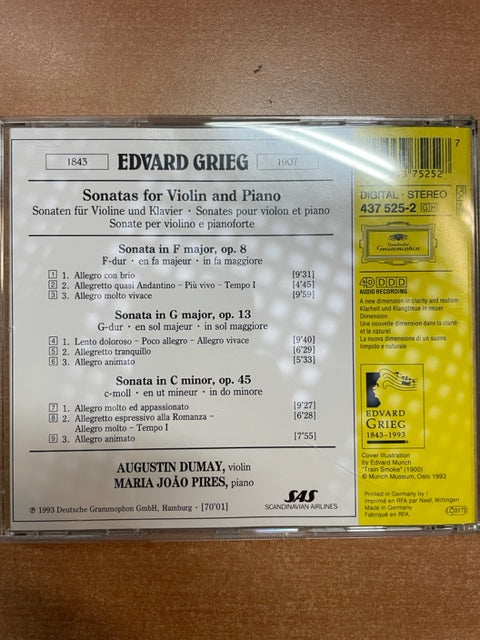 1843 EDVARD GRIEG 1907
Sonatas for Violin and Piano
Sonaten für Violine und Klavier · Sonates pour violon et piano
Sonate per violino e pianoforte
Sonata in F major, op. 8
F-dur · en fa majeur · in fa maggiore
1 1. Allegro con brio [9'31]
2 2. Allegretto quasi Andantino – Più vivo – Tempo I [4'45]
3 3. Allegro molto vivace [9'59]
Sonata in G major, op. 13
G-dur · en sol majeur · in sol maggiore
4 1. Lento doloroso – Poco allegro – Allegro vivace [9'40]
5 2. Allegretto tranquillo [6'29]
6 3. Allegro animato [5'33]
Sonata in C minor, op. 45
c-moll · en ut mineur · in do minore
7 1. Allegro molto ed appassionato [9'27]
8 2. Allegretto espressivo alla Romanza – [6'28]
Allegro molto – Tempo I
9 3. Allegro animato [7'55]
AUGUSTIN DUMAY, violin
MARIA JOÃO PIRES, piano
SAS
SCANDINAVIAN AIRLINES
℗ 1993 Deutsche Grammophon GmbH, Hamburg · [70'01]
75252
7
DIGITAL · STEREO
437 525-2 GH
Deutsche
Grammophon
4D DDD
AUDIO RECORDING
A new dimension in clarity and realism
Klarheit und Klangtreue in neuer
Dimension
Une nouvelle dimension dans la clarté
et le naturel
La nuova dimensione di un suono
limpido e naturale
EDVARD
GRIEG
1843-1993
Cover Illustration
by Edvard Munch
"Train Smoke" (1900)
© Munch Museum, Oslo 1993
Printed in Germany by /
Imprimé en RFA par Neef, Wittingen
Made in Germany
Fabriqué en RFA